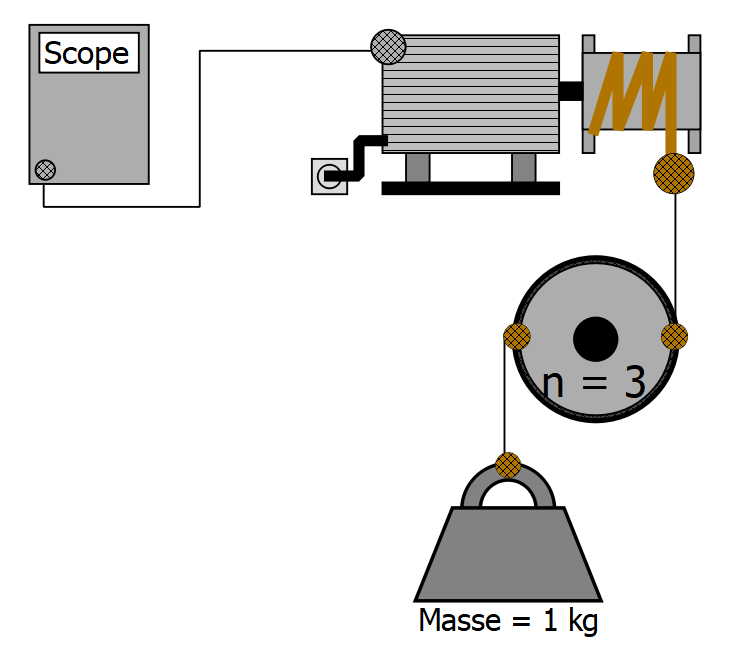 Scope
n = 3
Masse = 1 kg